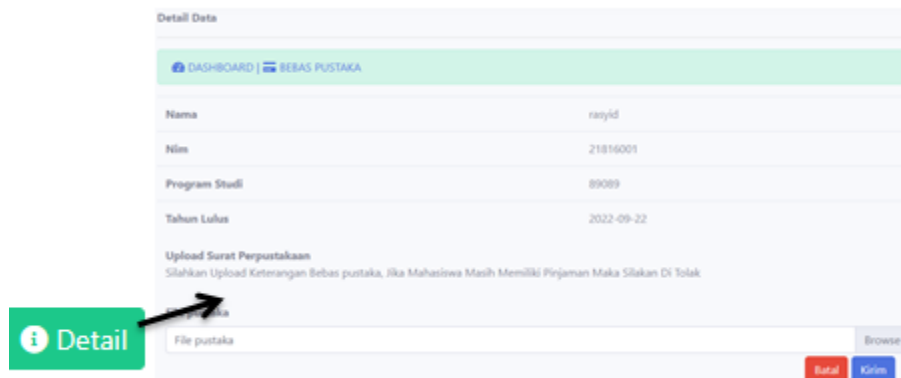 Detail Data
DASHBOARD | BEBAS PUSTAKA
Nama rasyid
Nim 21816001
Program Studi 89089
Tahun Lulus 2022-09-22
Upload Surat Perpustakaan
Silahkan Upload Keterangan Bebas pustaka, Jika Mahasiswa Masih Memiliki Pinjaman Maka Silakan Di Tolak
Detail
File pustaka Browse
Batal Kirim